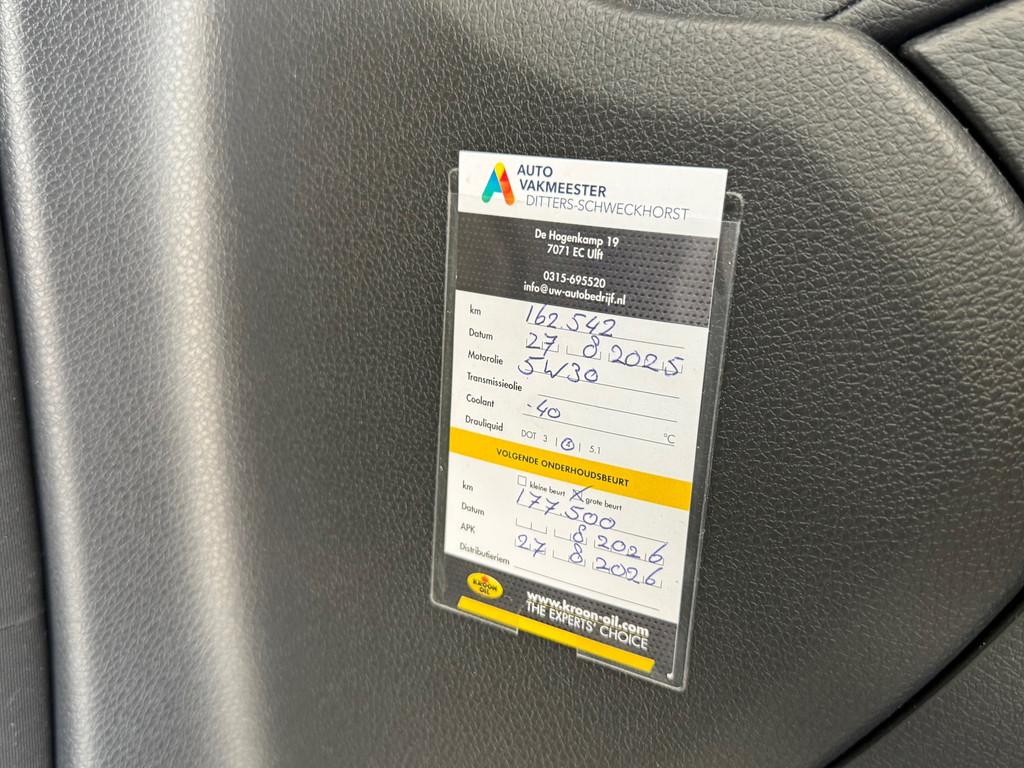 AUTO
VAKMEESTER
DITTERS-SCHWECKHORST
De Hogenkamp 19
7071 EC Ulft
0315-695520
info@uw-autobedrijf.nl
km 162.542
Datum 27 8 2025
Motorolie 5W30
Transmissieolie
Coolant -40 °C
Drauliquid DOT 3 | 4 | 5.1
VOLGENDE ONDERHOUDSBEURT
kleine beurt grote beurt
km 177.500
Datum 8 2026
APK 27 8 2026
Distributieriem
KROON OIL
www.kroon-oil.com
THE EXPERTS' CHOICE